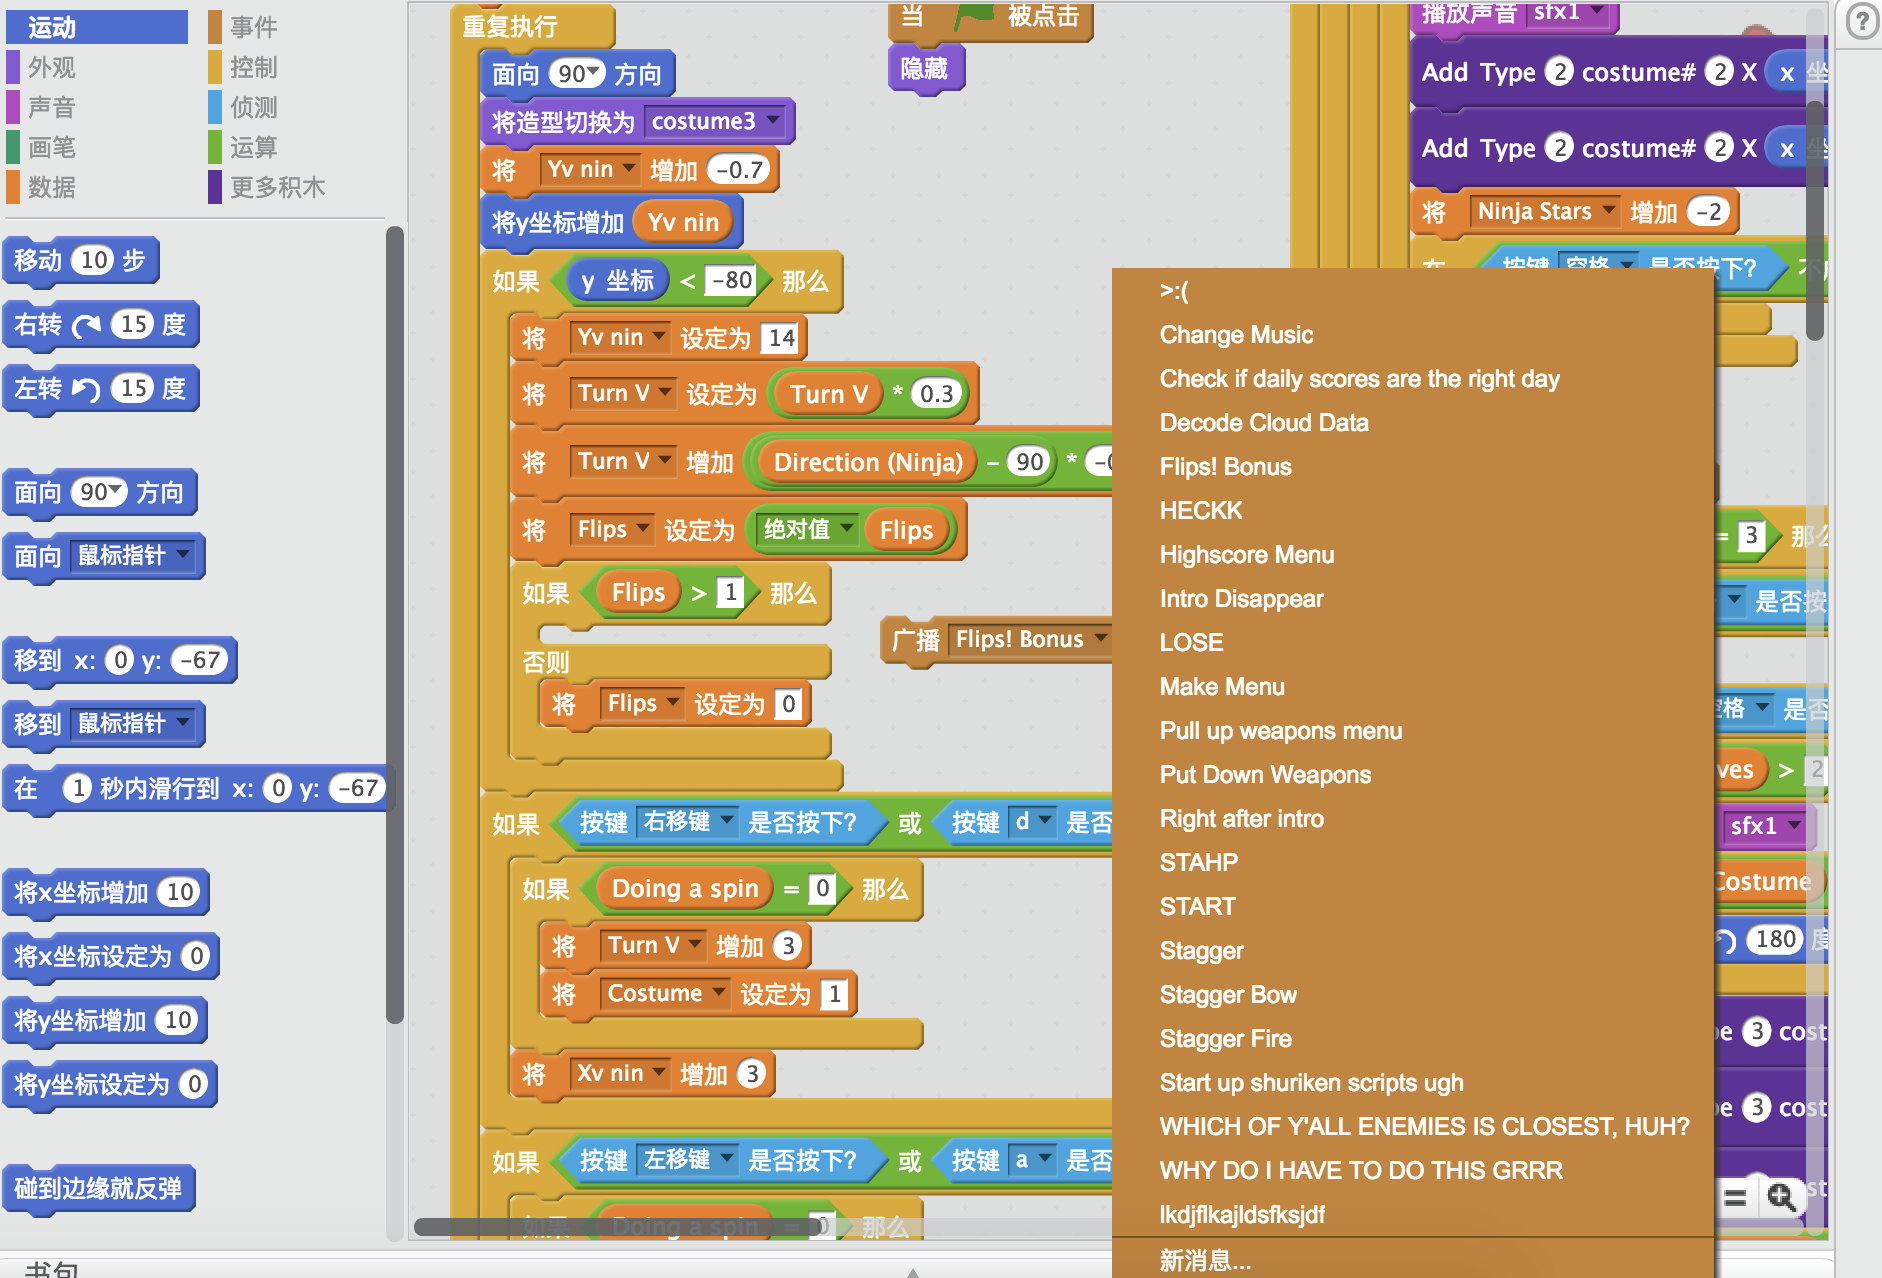 运动
事件
外观
控制
声音
侦测
画笔
运算
数据
更多积木
移动 10 步
右转 15 度
左转 15 度
面向 90 方向
面向 鼠标指针
移到 x: 0 y: -67
移到 鼠标指针
在 1 秒内滑行到 x: 0 y: -67
将x坐标增加 10
将x坐标设定为 0
将y坐标增加 10
将y坐标设定为 0
碰到边缘就反弹
书包
重复执行
面向 90 方向
将造型切换为 costume3
将 Yv nin 增加 -0.7
将y坐标增加 Yv nin
如果 y 坐标 < -80 那么
将 Yv nin 设定为 14
将 Turn V 设定为 Turn V * 0.3
将 Turn V 增加 Direction (Ninja) - 90 *
将 Flips 设定为 绝对值 Flips
如果 Flips > 1 那么
否则
将 Flips 设定为 0
如果 按键 右移键 是否按下? 或 按键 d 是否
如果 Doing a spin = 0 那么
将 Turn V 增加 3
将 Costume 设定为 1
将 Xv nin 增加 3
如果 按键 左移键 是否按下? 或 按键 a 是否
如果 Doing a spin = 0 那么
当 被点击
隐藏
广播 Flips! Bonus
播放声音 sfx1
Add Type 2 costume# 2 X x 坐
Add Type 2 costume# 2 X x 坐
将 Ninja Stars 增加 -2
在 按键 空格 是否按下? 不
>:(
Change Music
Check if daily scores are the right day
Decode Cloud Data
Flips! Bonus
HECKK
Highscore Menu
Intro Disappear
LOSE
Make Menu
Pull up weapons menu
Put Down Weapons
Right after intro
STAHP
START
Stagger
Stagger Bow
Stagger Fire
Start up shuriken scripts ugh
WHICH OF Y'ALL ENEMIES IS CLOSEST, HUH?
WHY DO I HAVE TO DO THIS GRRR
lkdjflkajldsfksjdf
新消息...
= 3 那么
是否按
格 是否
ves > 2
sfx1
Costume
180 度
pe 3 cost
pe 3 cost
st